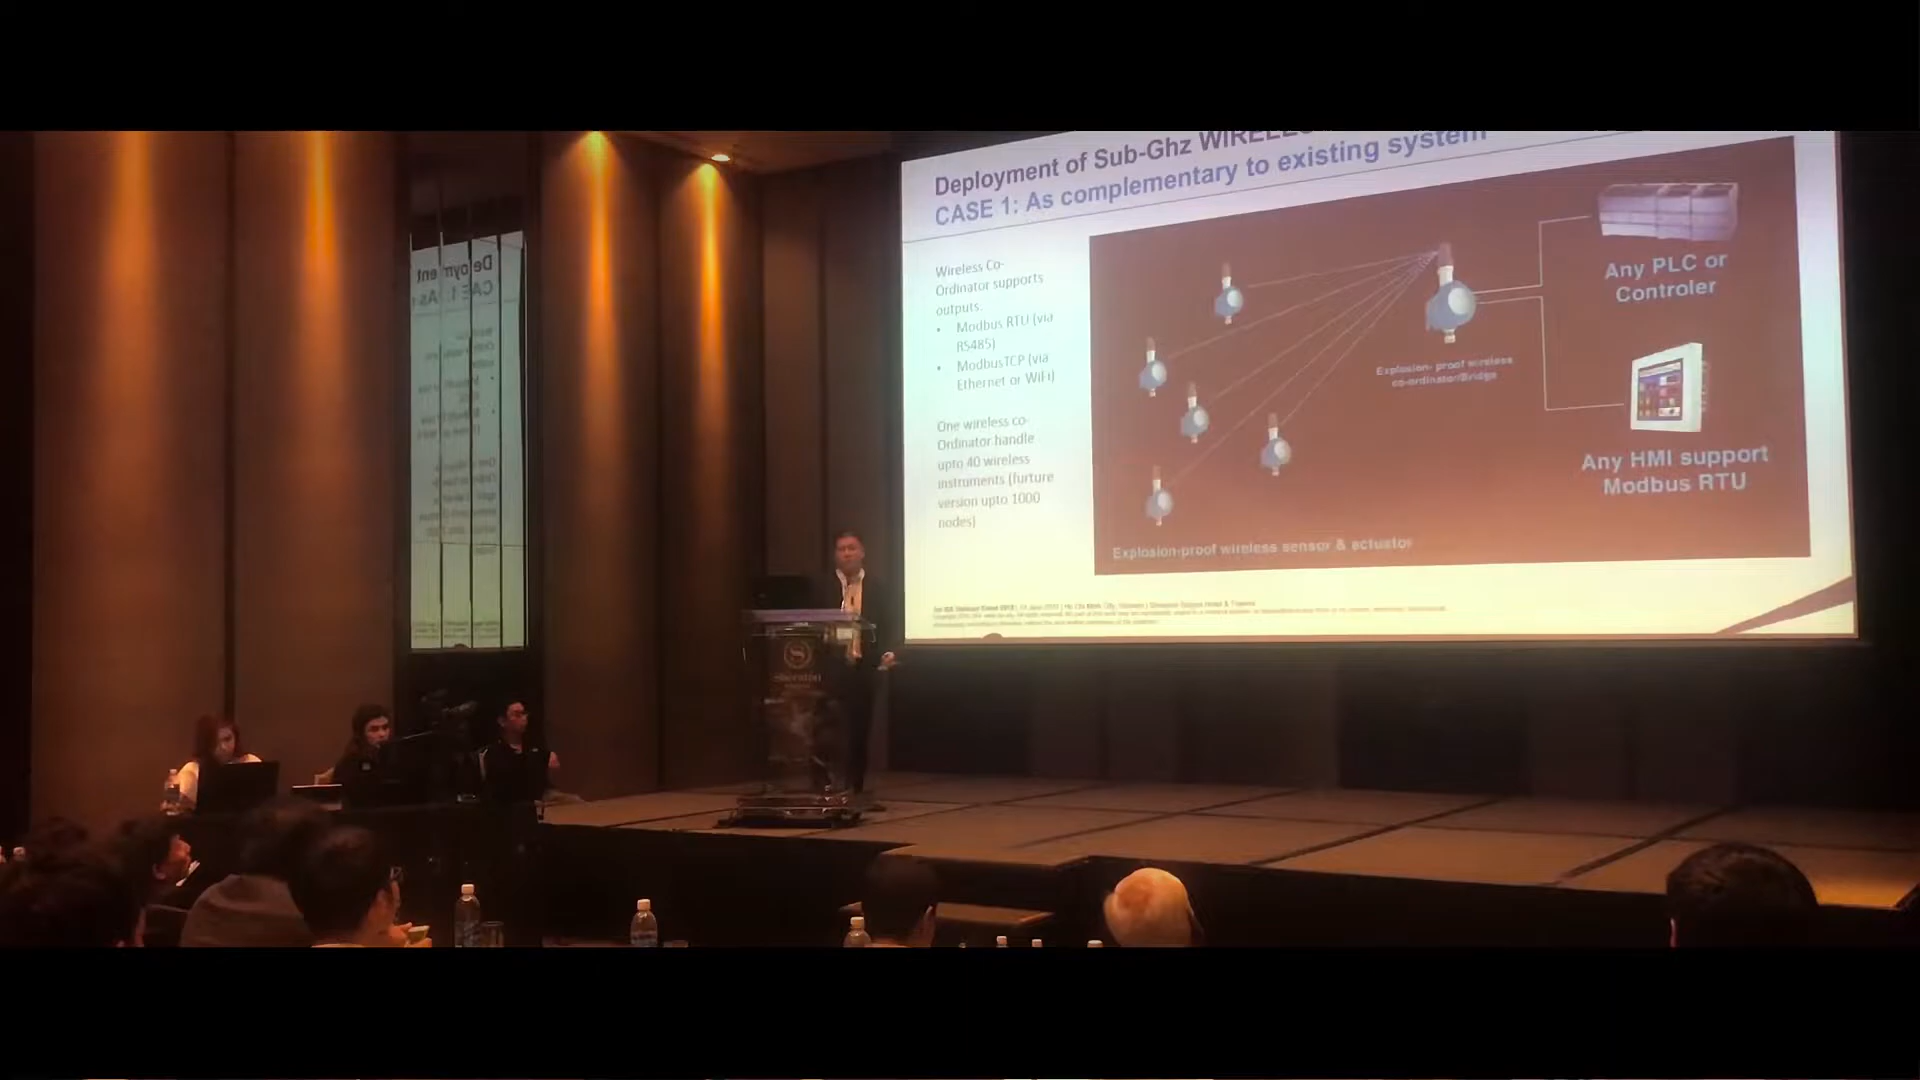 Deployment of Sub-Ghz
CASE 1: As complementary to existing system
Wireless Co-
Ordinator supports
outputs
• Modbus RTU (via
RS485)
• ModbusTCP (via
Ethernet or WiFi)
One wireless co-
Ordinator handle
upto 40 wireless
instruments (furture
version upto 1000
nodes)
Explosion- proof wireless
co-ordinator/Bridge
Any PLC or
Controler
Any HMI support
Modbus RTU
Explosion-proof wireless sensor & actuator
Sheraton